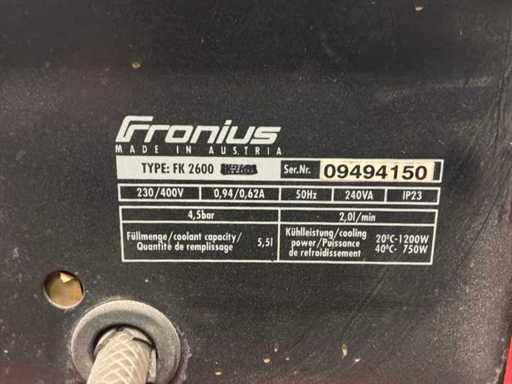 Fronius
MADE IN AUSTRIA
TYPE: FK 2600 Ser.Nr. 09494150
230/400V 0,94/0,62A 50Hz 240VA IP23
4,5bar 2,0l/min
Füllmenge/coolant capacity/ 5,5l Kühlleistung/cooling 20°C-1200W
Quantité de remplissage power/Puissance 40°C- 750W
de refroidissement